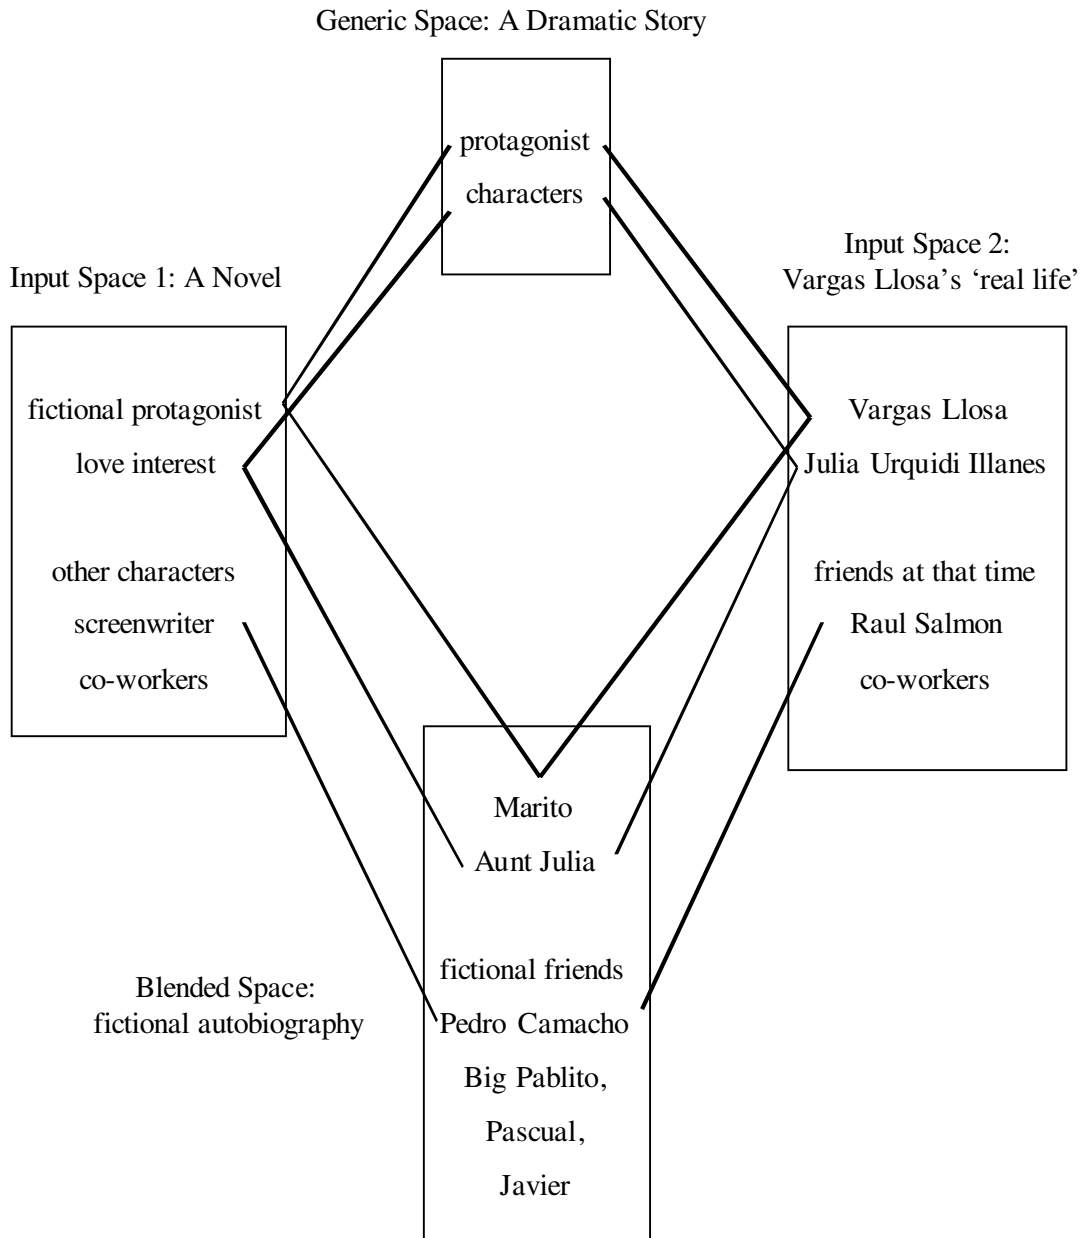 Generic Space: A Dramatic Story
protagonist
characters
Input Space 1: A Novel
fictional protagonist
love interest
other characters
screenwriter
co-workers
Input Space 2:
Vargas Llosa’s ‘real life’
Vargas Llosa
Julia Urquidi Illanes
friends at that time
Raul Salmon
co-workers
Blended Space:
fictional autobiography
Marito
Aunt Julia
fictional friends
Pedro Camacho
Big Pablito,
Pascual,
Javier